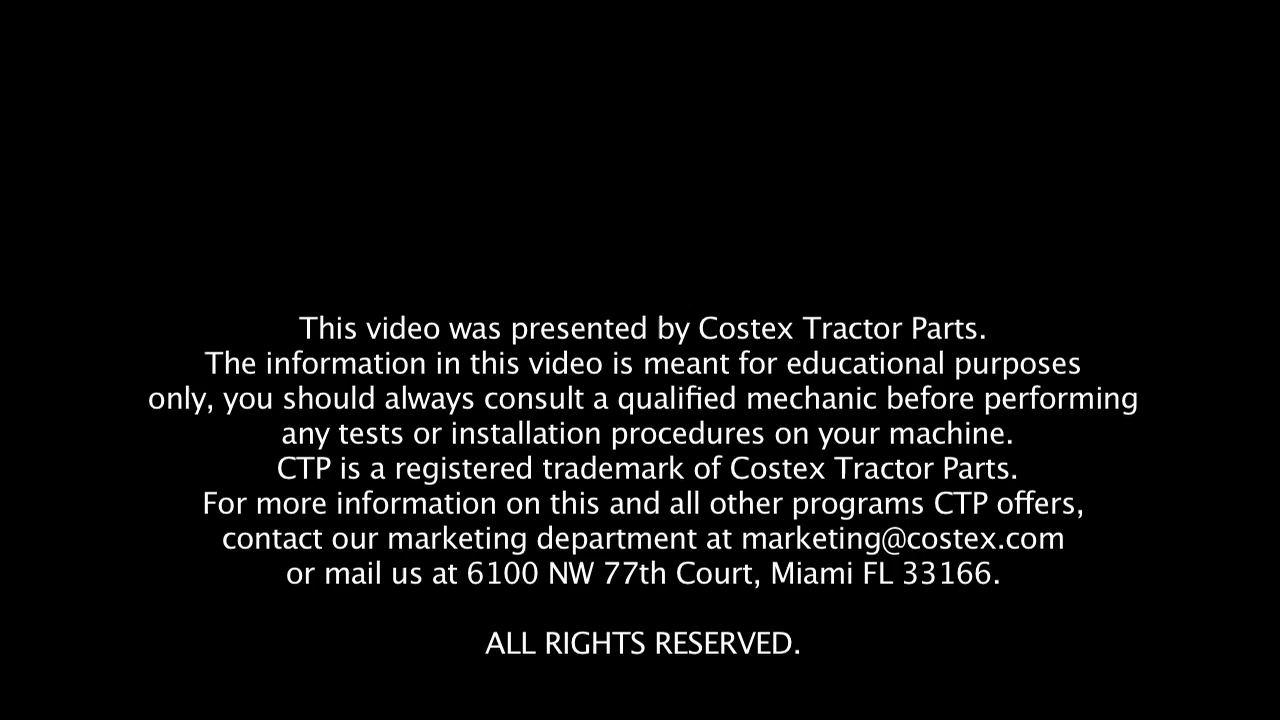 This video was presented by Costex Tractor Parts.
The information in this video is meant for educational purposes
only, you should always consult a qualified mechanic before performing
any tests or installation procedures on your machine.
CTP is a registered trademark of Costex Tractor Parts.
For more information on this and all other programs CTP offers,
contact our marketing department at marketing@costex.com
or mail us at 6100 NW 77th Court, Miami FL 33166.
ALL RIGHTS RESERVED.